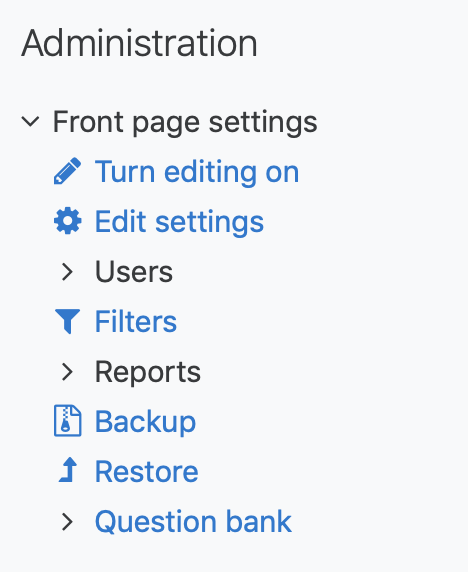 Administration
Front page settings
Turn editing on
Edit settings
Users
Filters
Reports
Backup
Restore
Question bank